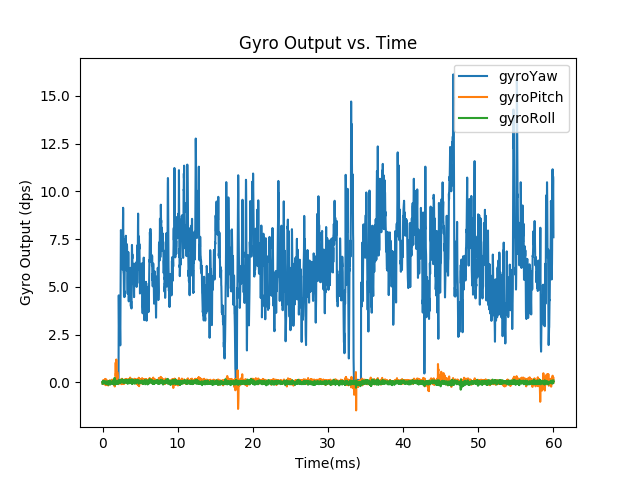 Gyro Output vs. Time
gyroYaw
gyroPitch
gyroRoll
15.0
12.5
10.0
7.5
5.0
2.5
0.0
Gyro Output (dps)
0 10 20 30 40 50 60
Time(ms)